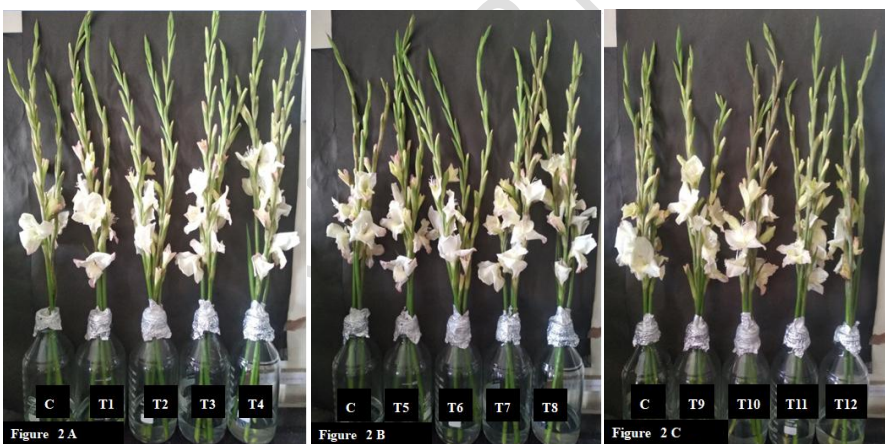 C T1 T2 T3 T4
Figure 2 A
C T5 T6 T7 T8
Figure 2 B
C T9 T10 T11 T12
Figure 2 C